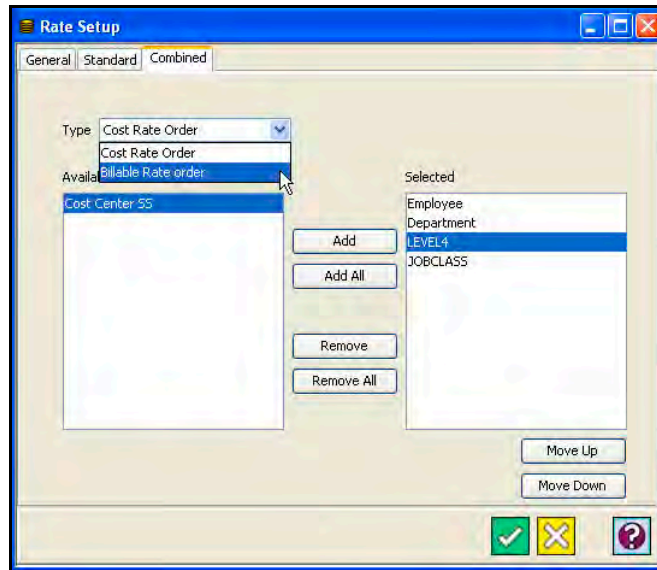 Rate Setup
General Standard Combined
Type Cost Rate Order
Cost Rate Order
Billable Rate order
Selected
Cost Center SS
Employee
Department
LEVEL4
JOBCLASS
Add
Add All
Remove
Remove All
Move Up
Move Down
?